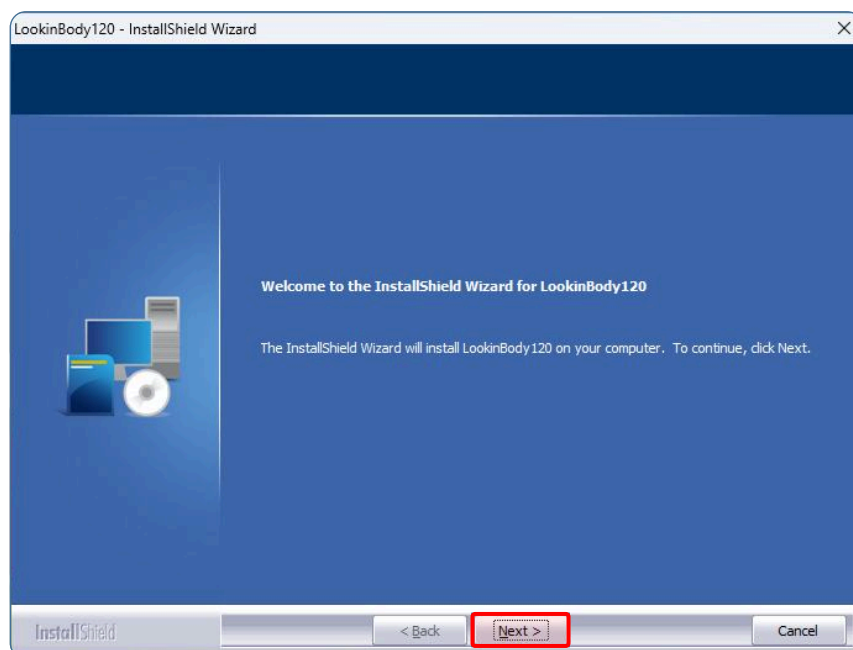 LookinBody120 - InstallShield Wizard
Welcome to the InstallShield Wizard for LookinBody120
The InstallShield Wizard will install LookinBody120 on your computer. To continue, click Next.
InstallShield
< Back
Next >
Cancel